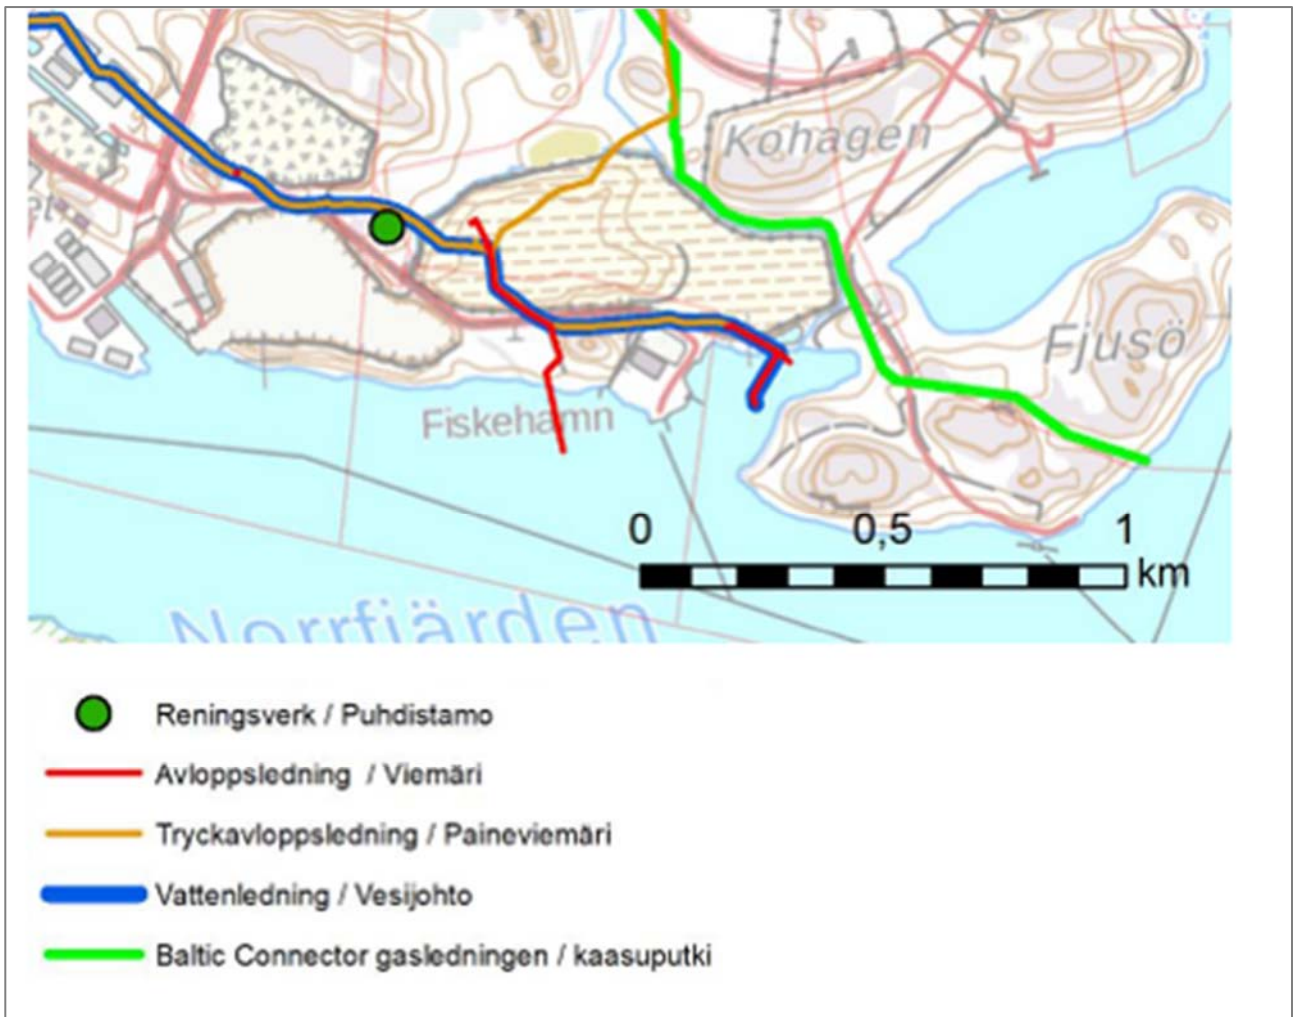 Kohagen
et
Fjusö
Fiskehamn
0 0,5 1
km
Norrfjärden
Reningsverk / Puhdistamo
Avloppsledning / Viemäri
Tryckavloppsledning / Paineviemäri
Vattenledning / Vesijohto
Baltic Connector gasledningen / kaasuputki